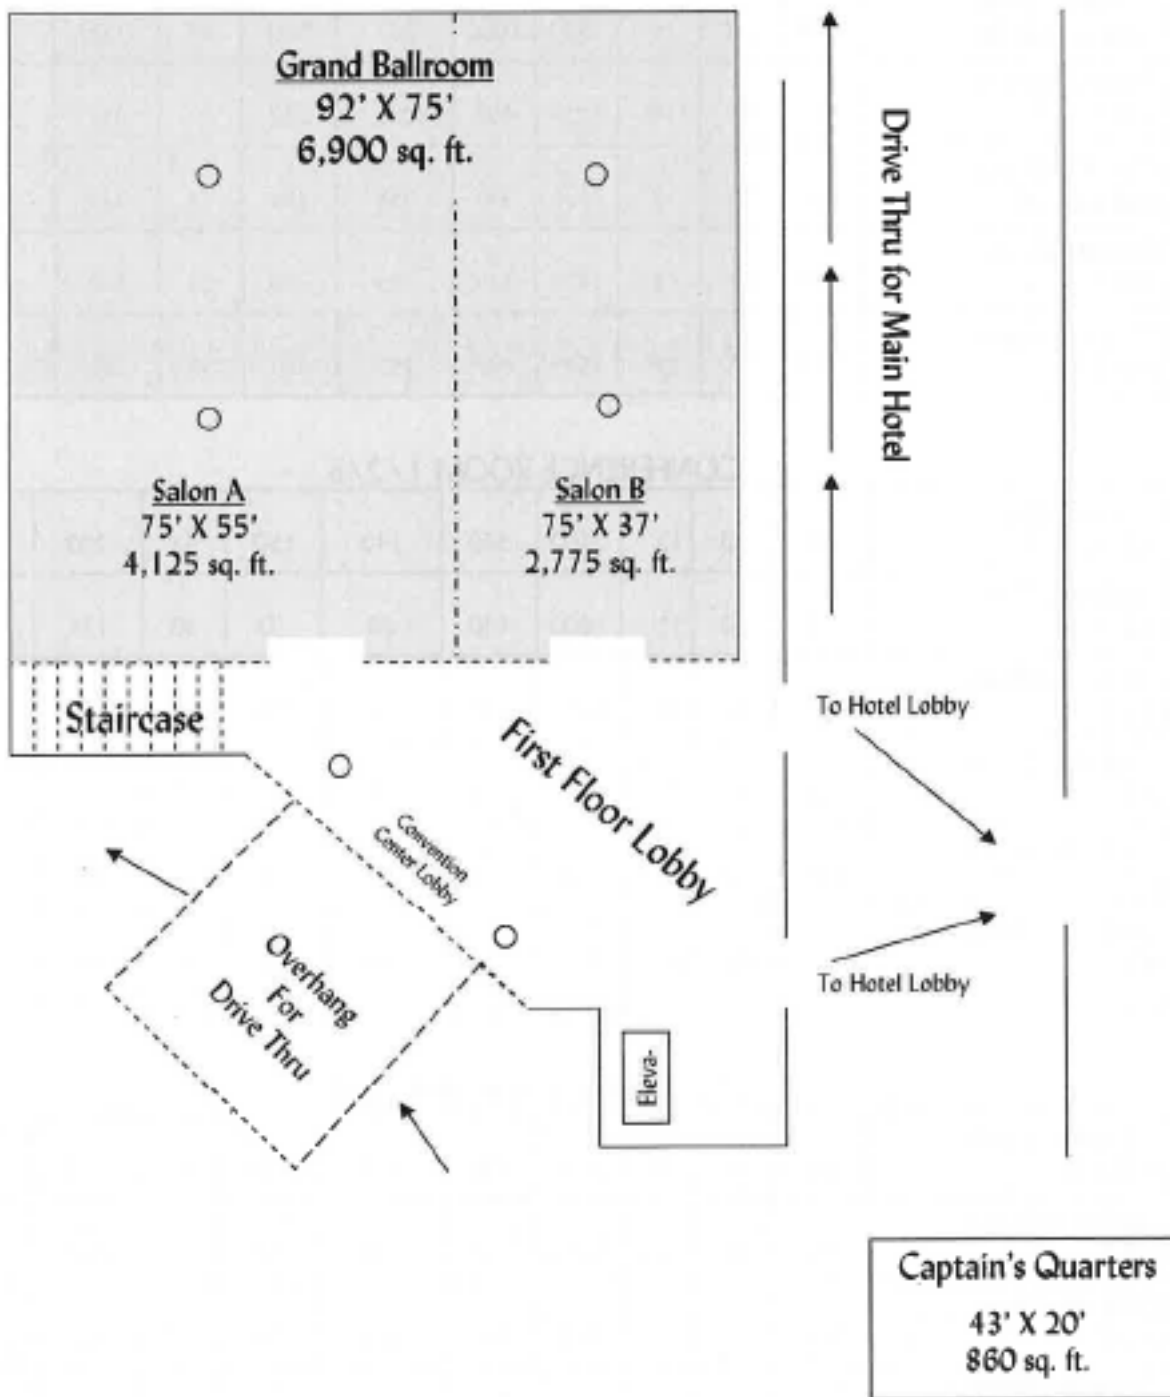 Grand Ballroom
92' X 75'
6,900 sq. ft.
Drive Thru for Main Hotel
Salon A
75' X 55'
4,125 sq. ft.
Salon B
75' X 37'
2,775 sq. ft.
Staircase
First Floor Lobby
To Hotel Lobby
Convention
Center Lobby
Overhang
For
Drive Thru
To Hotel Lobby
Eleva-
Captain's Quarters
43' X 20'
860 sq. ft.